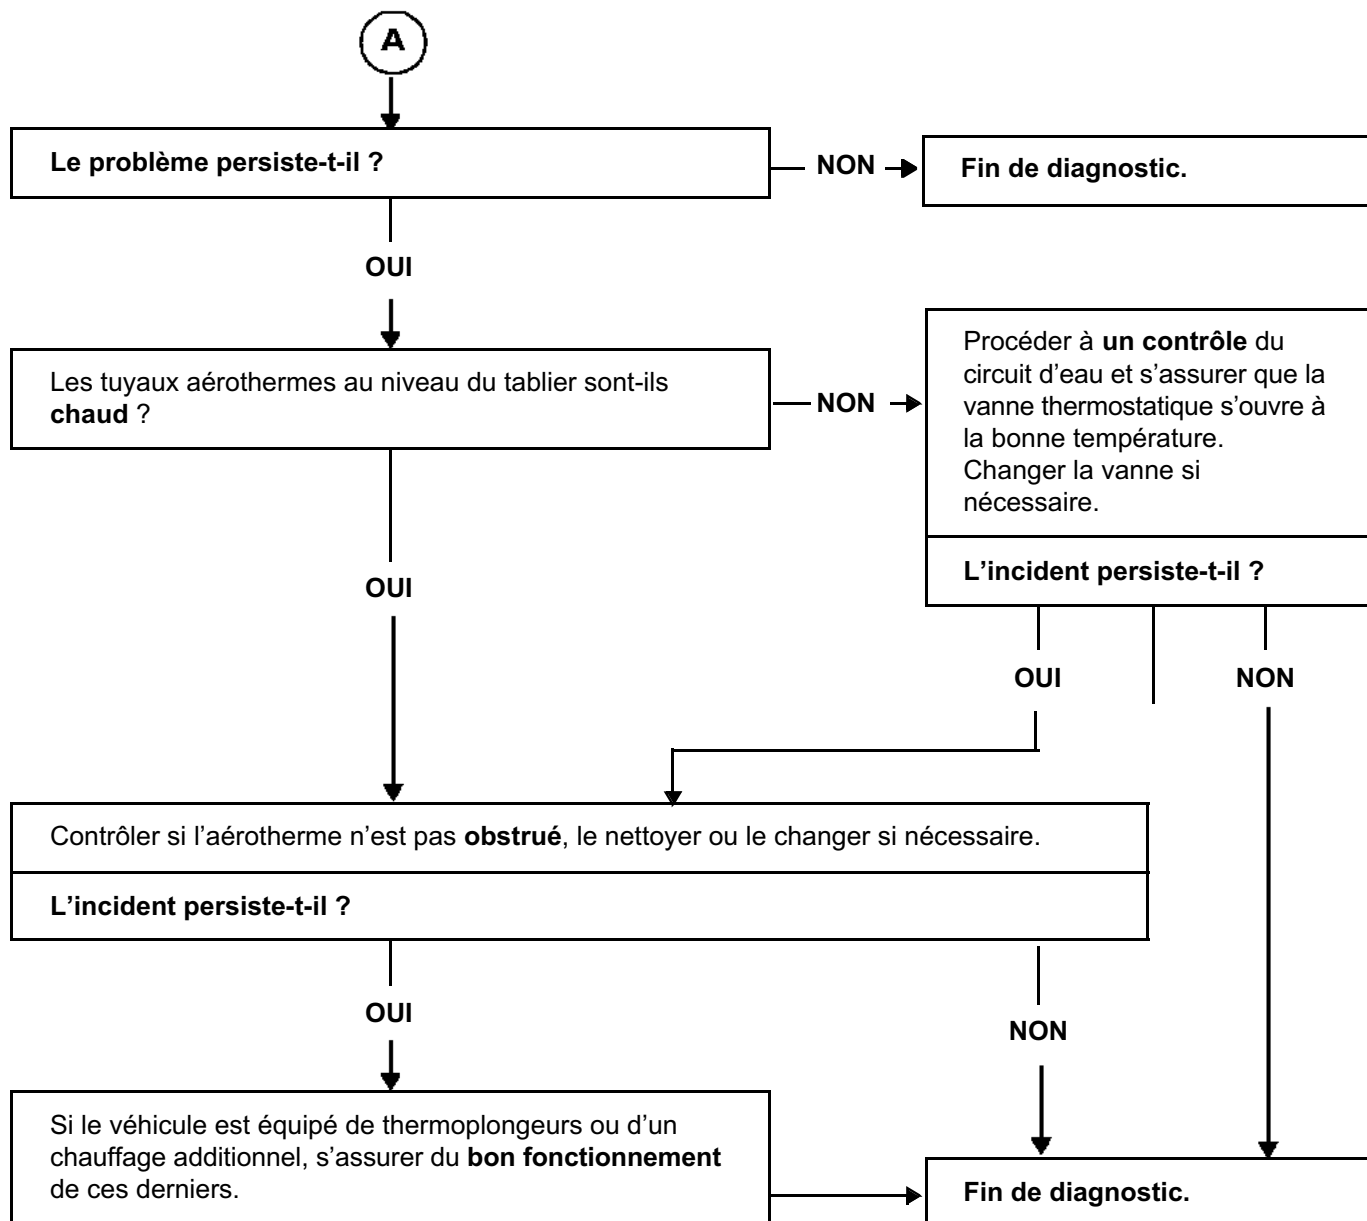 A
Le problème persiste-t-il ?
NON
Fin de diagnostic.
OUI
Les tuyaux aérothermes au niveau du tablier sont-ils
chaud ?
NON
Procéder à un contrôle du
circuit d’eau et s’assurer que la
vanne thermostatique s’ouvre à
la bonne température.
Changer la vanne si
nécessaire.
L’incident persiste-t-il ?
OUI
OUI
NON
Contrôler si l’aérotherme n’est pas obstrué, le nettoyer ou le changer si nécessaire.
L’incident persiste-t-il ?
OUI
NON
Si le véhicule est équipé de thermoplongeurs ou d’un
chauffage additionnel, s’assurer du bon fonctionnement
de ces derniers.
Fin de diagnostic.